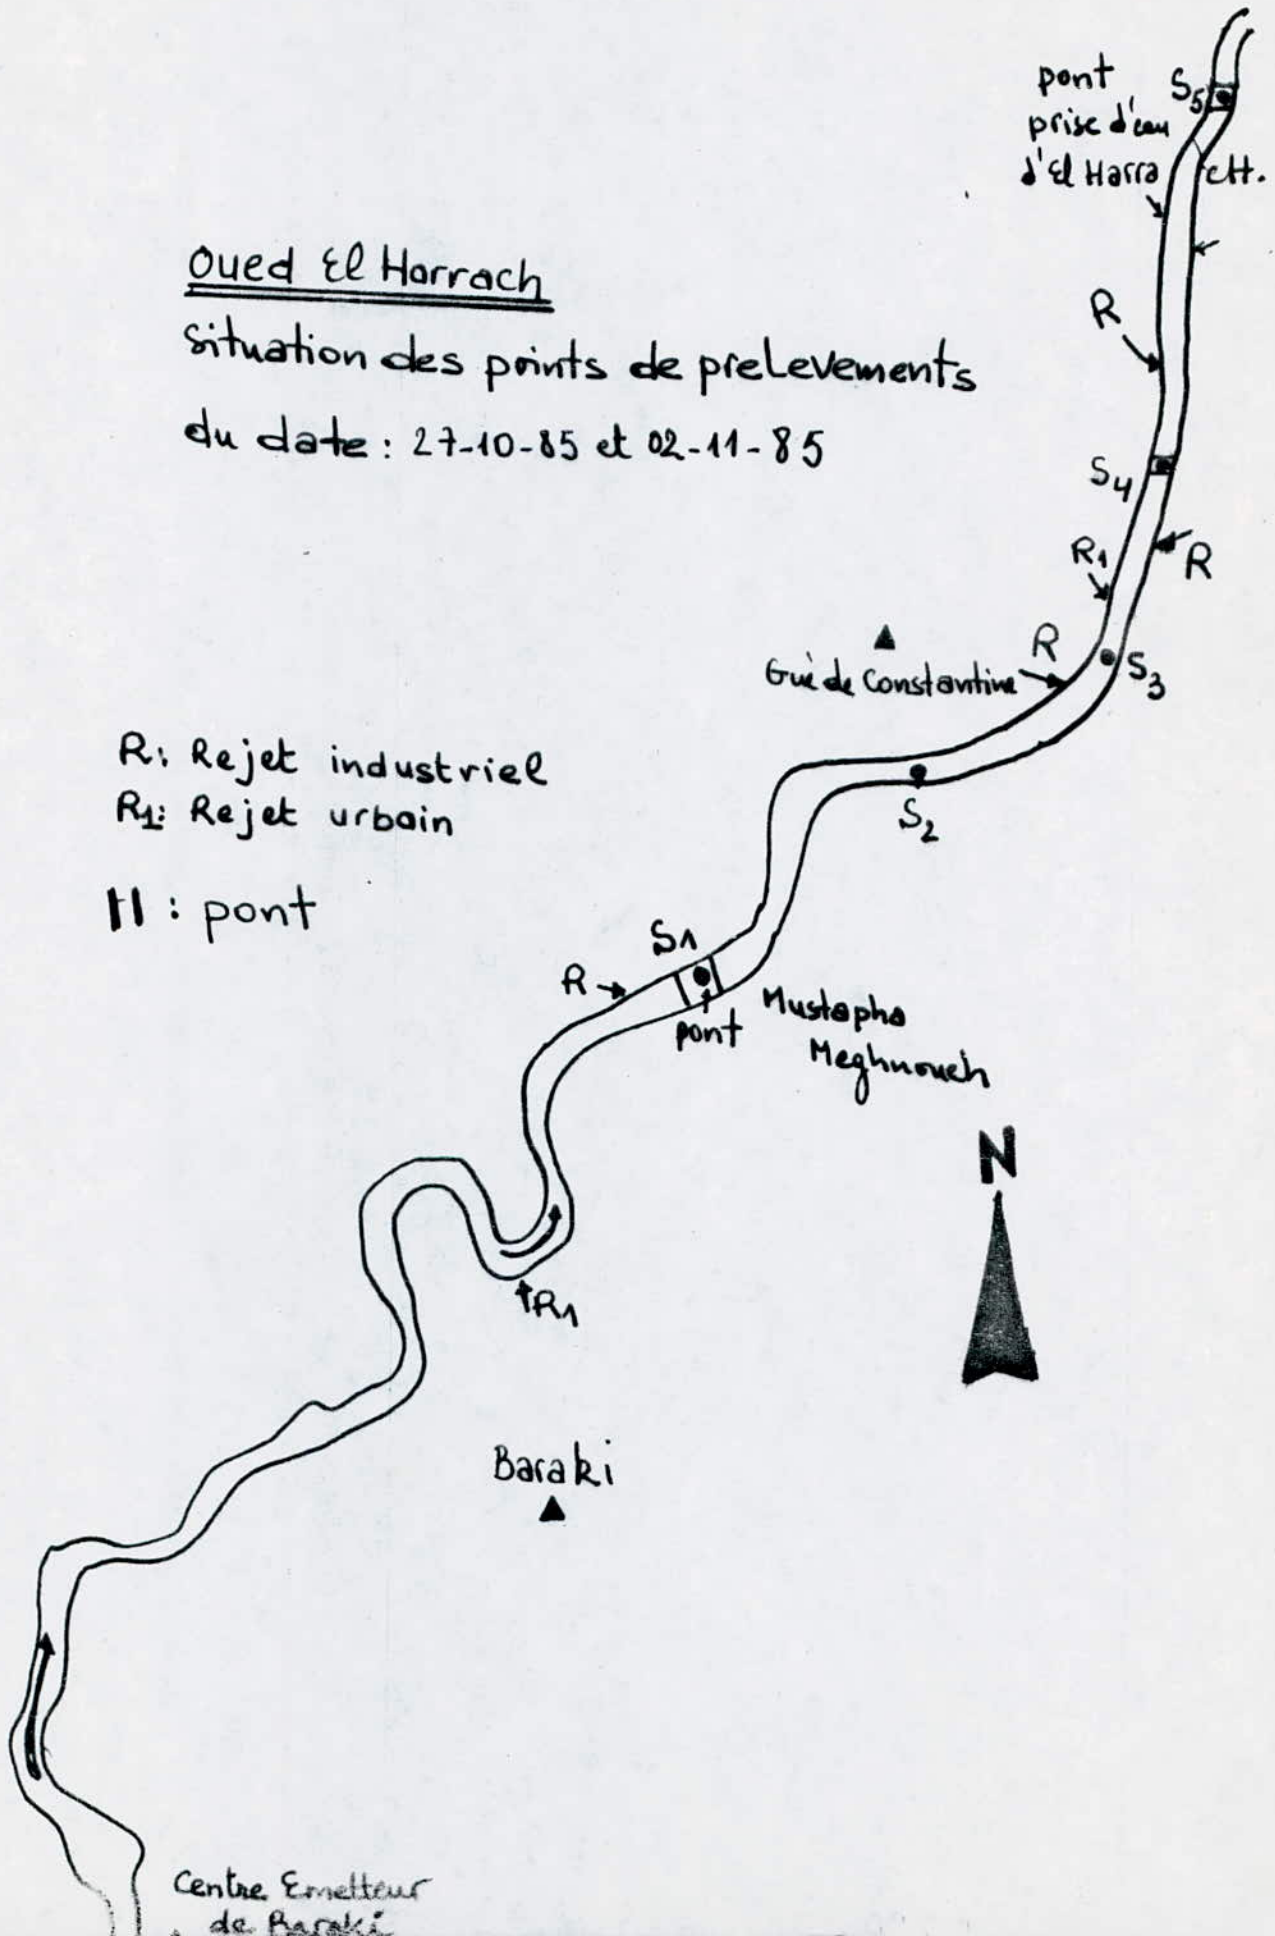 pont
S5
prise d'eau
d'El Harra
cH.
Oued El Harrach
Situation des points de prelevements
du date : 27-10-85 et 02-11-85
R
S4
R1
R
R
Guè de Constantine
S3
R: Rejet industriel
R1: Rejet urbain
S2
H : pont
S1
R
pont
Mustapha
Meghnouch
N
R1
Baraki
Centre Emetteur
de Baraki